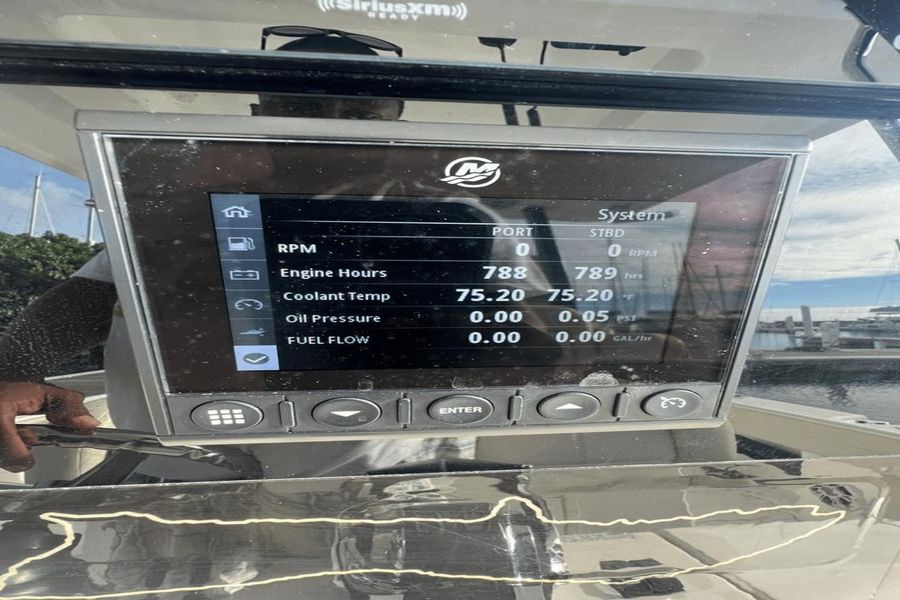 SiriusXm
READY
M
System
PORT STBD
RPM 0 0 RPM
Engine Hours 788 789 hrs
Coolant Temp 75.20 75.20 °F
Oil Pressure 0.00 0.05 PSI
FUEL FLOW 0.00 0.00 GAL/hr
ENTER